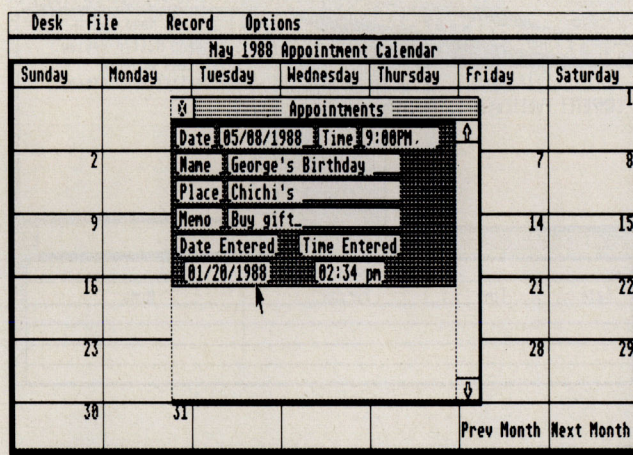 Desk File Record Options
May 1988 Appointment Calendar
Sunday Monday Tuesday Wednesday Thursday Friday Saturday
1
Appointments
Date 05/08/1988 Time 9:00PM.
2 Name George's Birthday 7 8
Place Chichi's
9 Memo Buy gift_ 14 15
Date Entered Time Entered
16 01/20/1988 02:34 pm 21 22
23 28 29
30 31
Prev Month Next Month